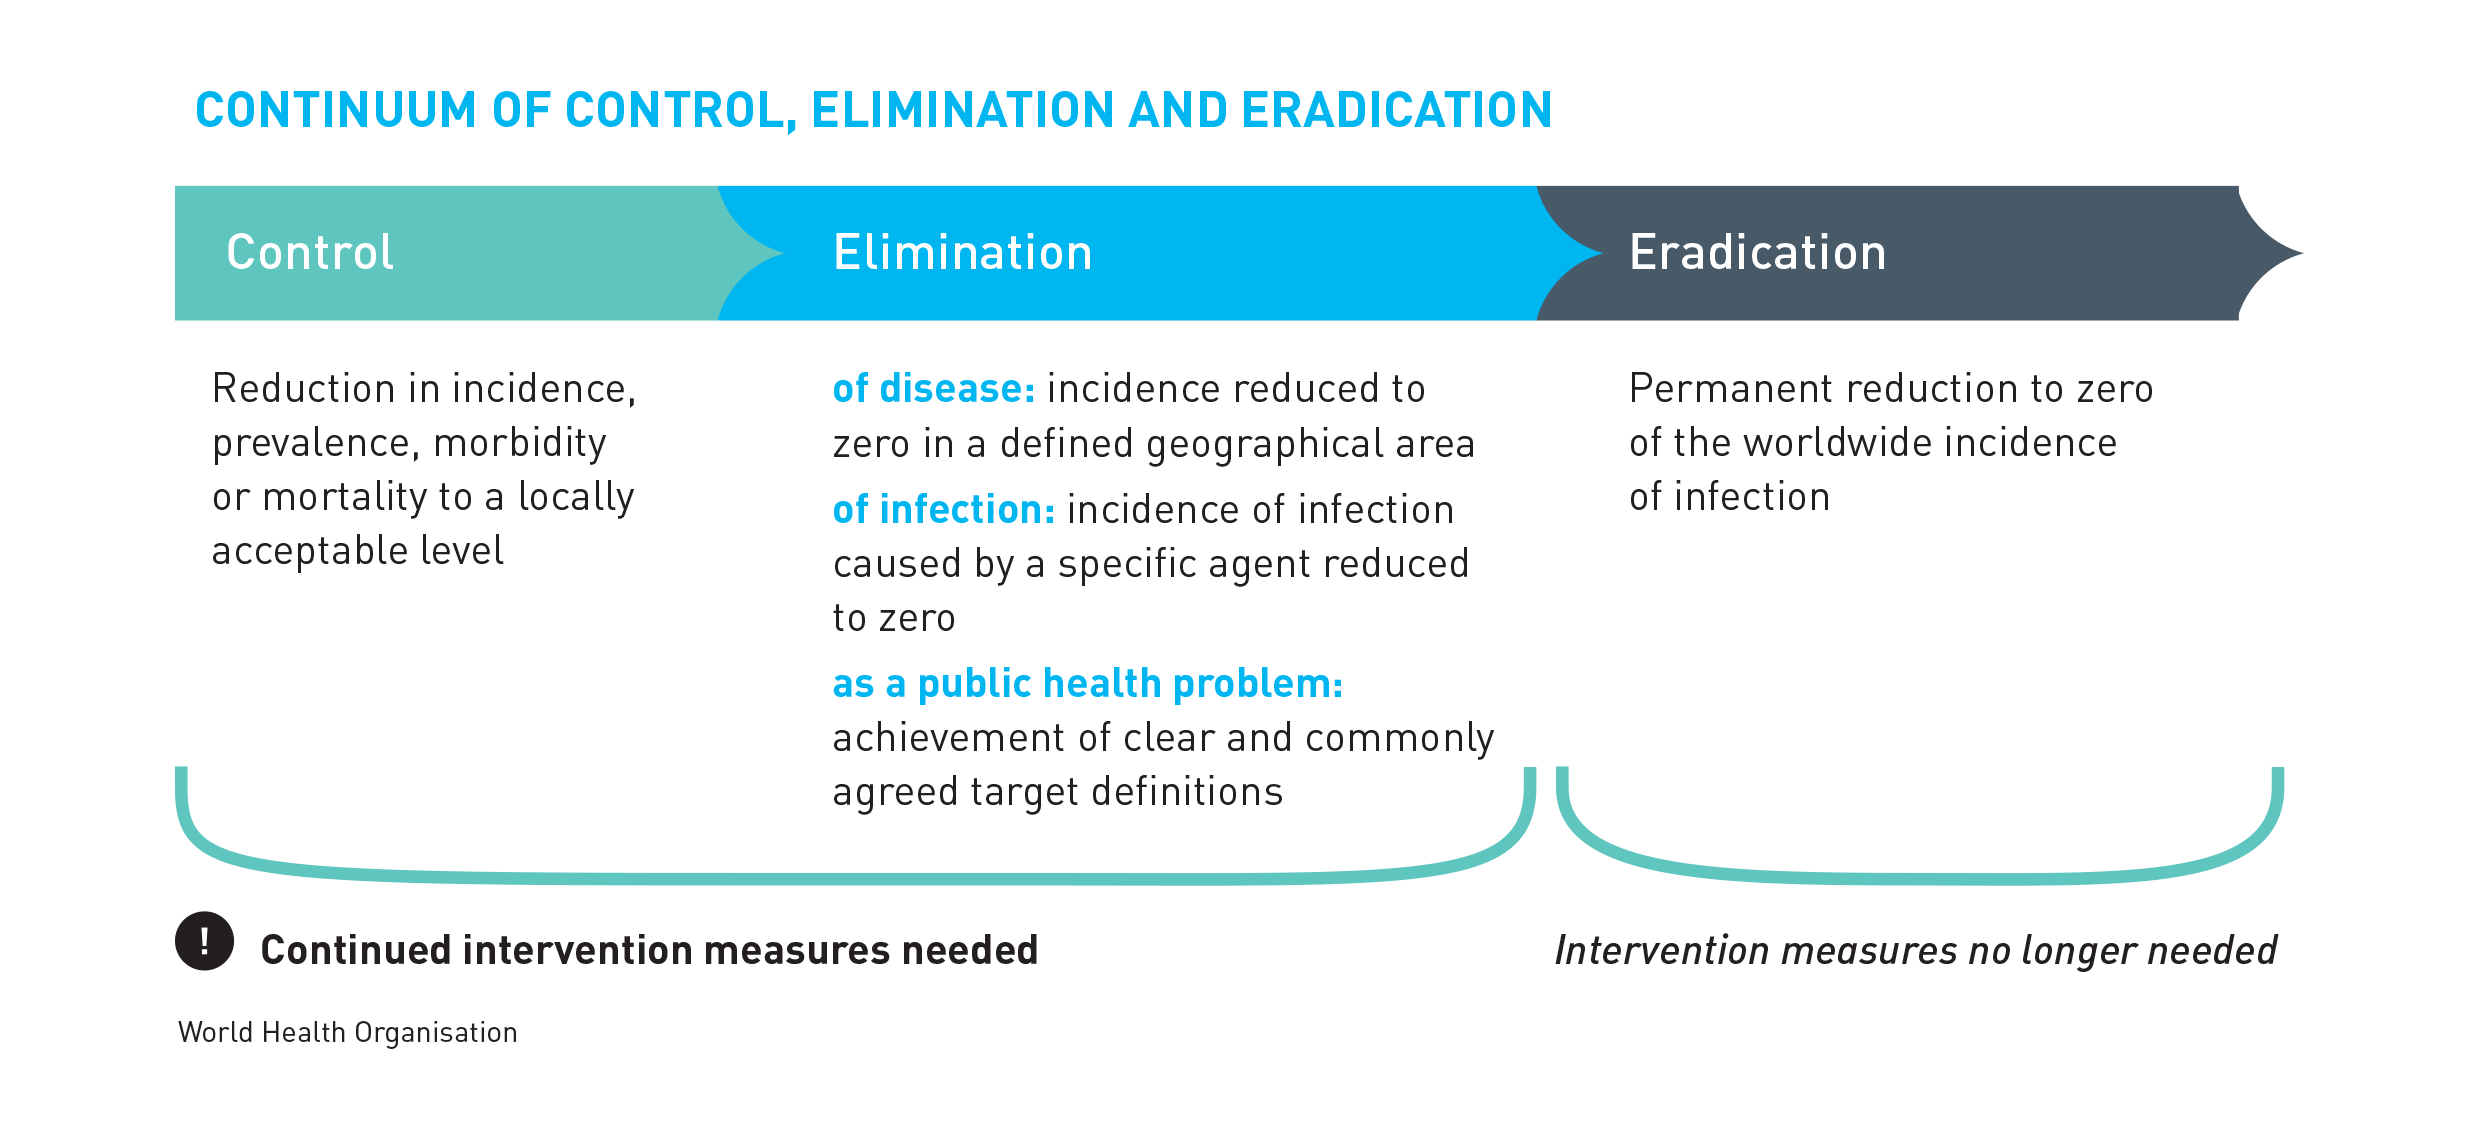 CONTINUUM OF CONTROL, ELIMINATION AND ERADICATION
Control
Elimination
Eradication
Reduction in incidence,
prevalence, morbidity
or mortality to a locally
acceptable level
of disease: incidence reduced to
zero in a defined geographical area
of infection: incidence of infection
caused by a specific agent reduced
to zero
as a public health problem:
achievement of clear and commonly
agreed target definitions
Permanent reduction to zero
of the worldwide incidence
of infection
! Continued intervention measures needed
Intervention measures no longer needed
World Health Organisation